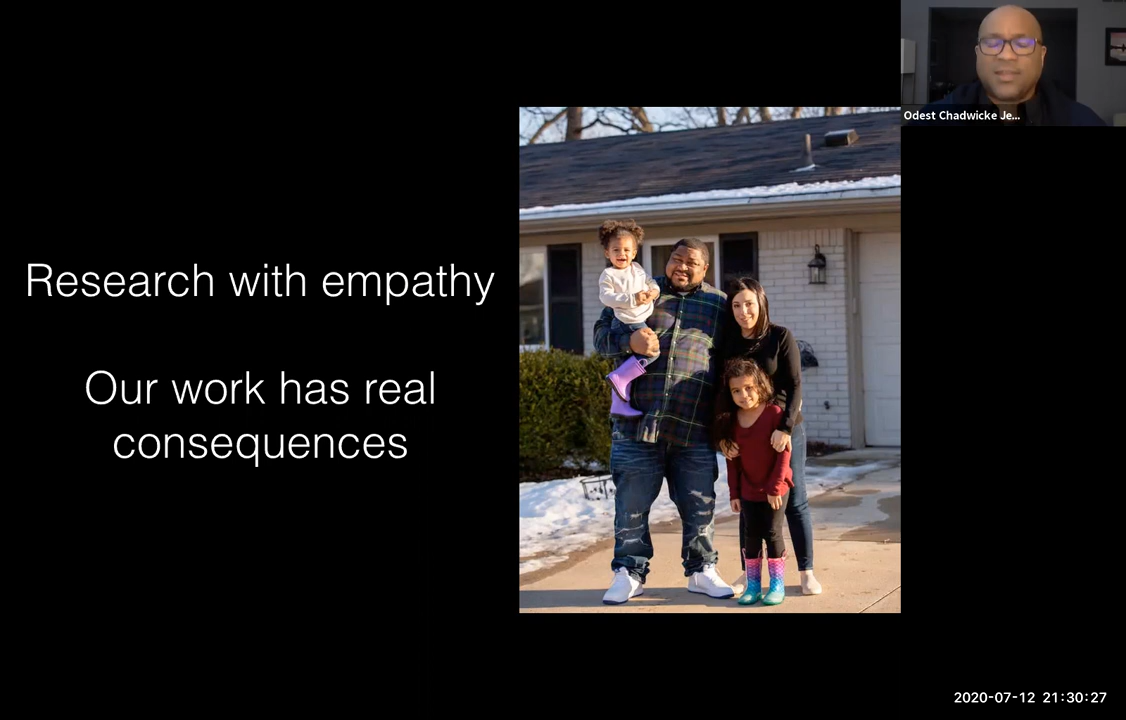 Odest Chadwicke Je...
Research with empathy
Our work has real
consequences
2020-07-12 21:30:27